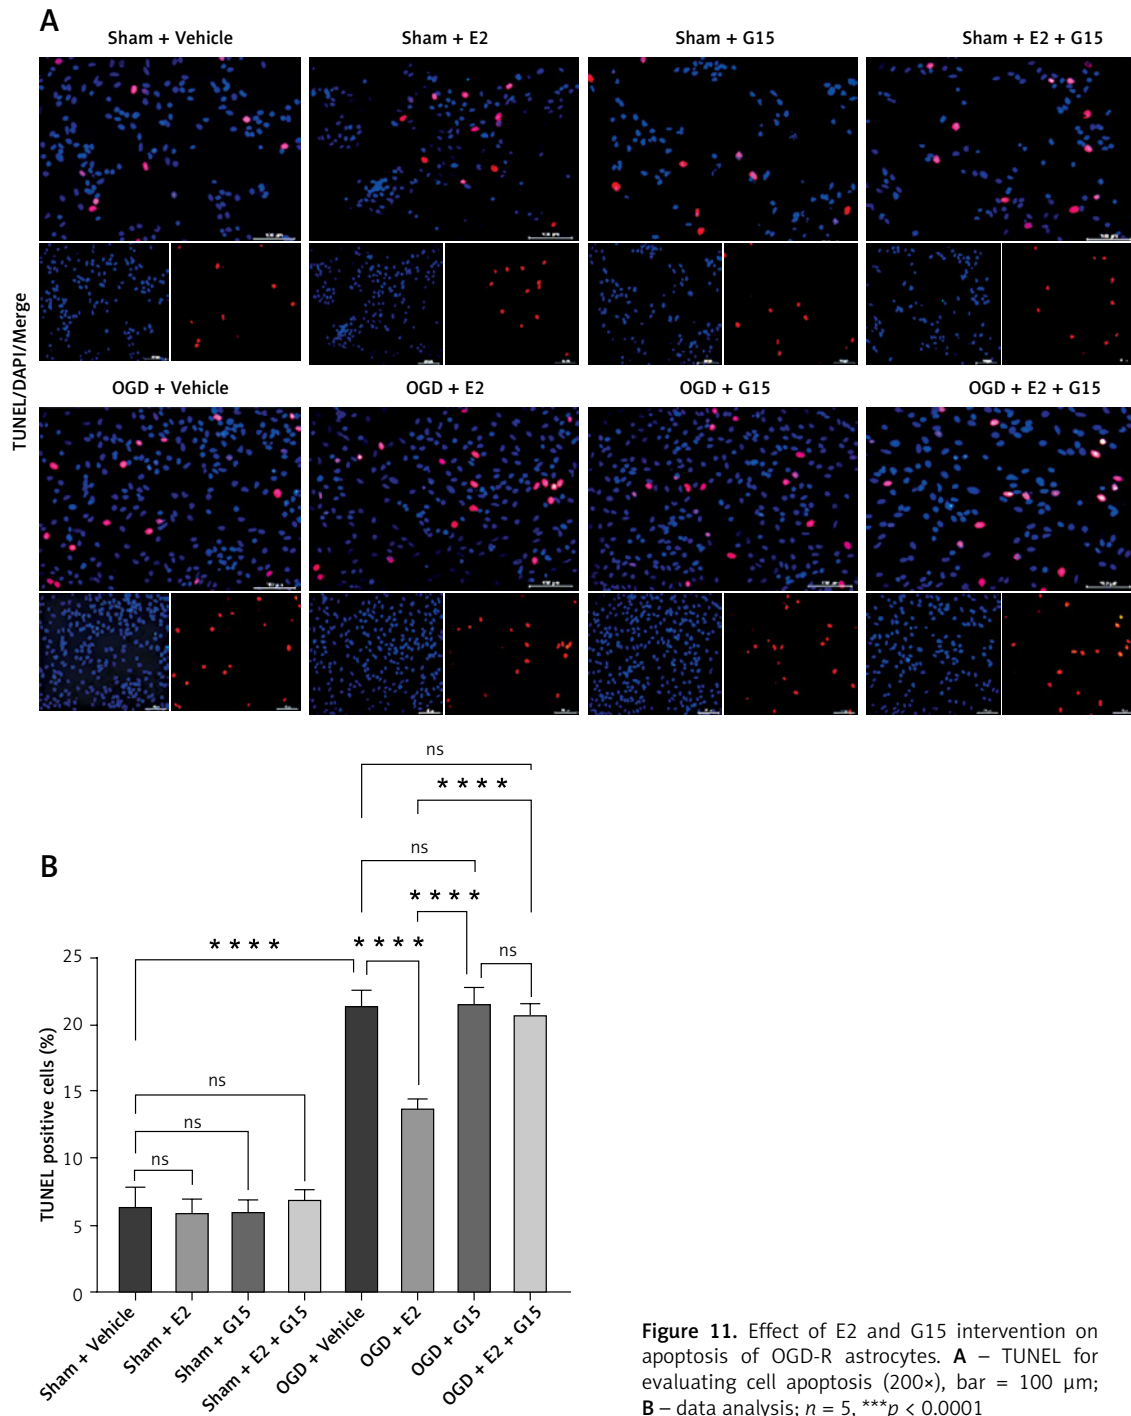 A
Sham + Vehicle Sham + E2 Sham + G15 Sham + E2 + G15
TUNEL/DAPI/Merge
OGD + Vehicle OGD + E2 OGD + G15 OGD + E2 + G15
B
ns
****
ns
****
**** ****
ns
ns
ns
ns
TUNEL positive cells (%)
25
20
15
10
5
0
Sham + Vehicle
Sham + E2
Sham + G15
Sham + E2 + G15
OGD + Vehicle
OGD + E2
OGD + G15
OGD + E2 + G15
Figure 11. Effect of E2 and G15 intervention on
apoptosis of OGD-R astrocytes. A – TUNEL for
evaluating cell apoptosis (200×), bar = 100 μm;
B – data analysis; n = 5, ***p < 0.0001